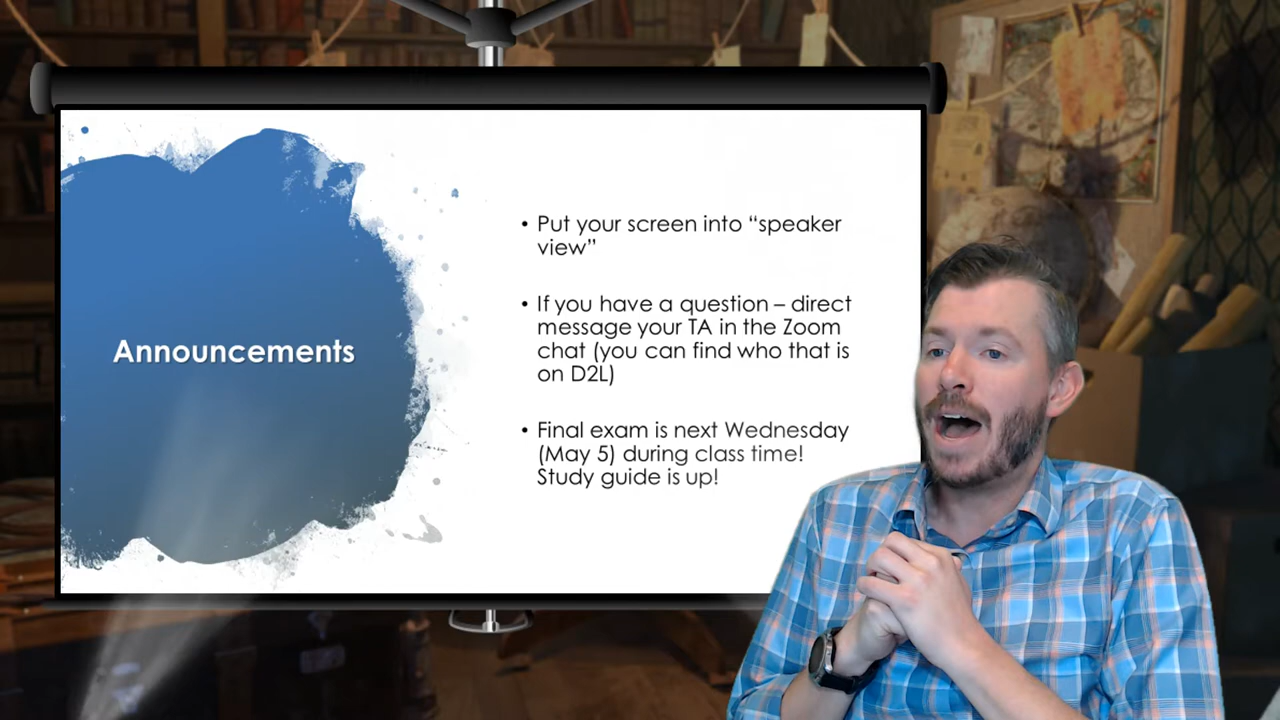 Announcements
• Put your screen into “speaker
view”
• If you have a question – direct
message your TA in the Zoom
chat (you can find who that is
on D2L)
• Final exam is next Wednesday
(May 5) during class time!
Study guide is up!